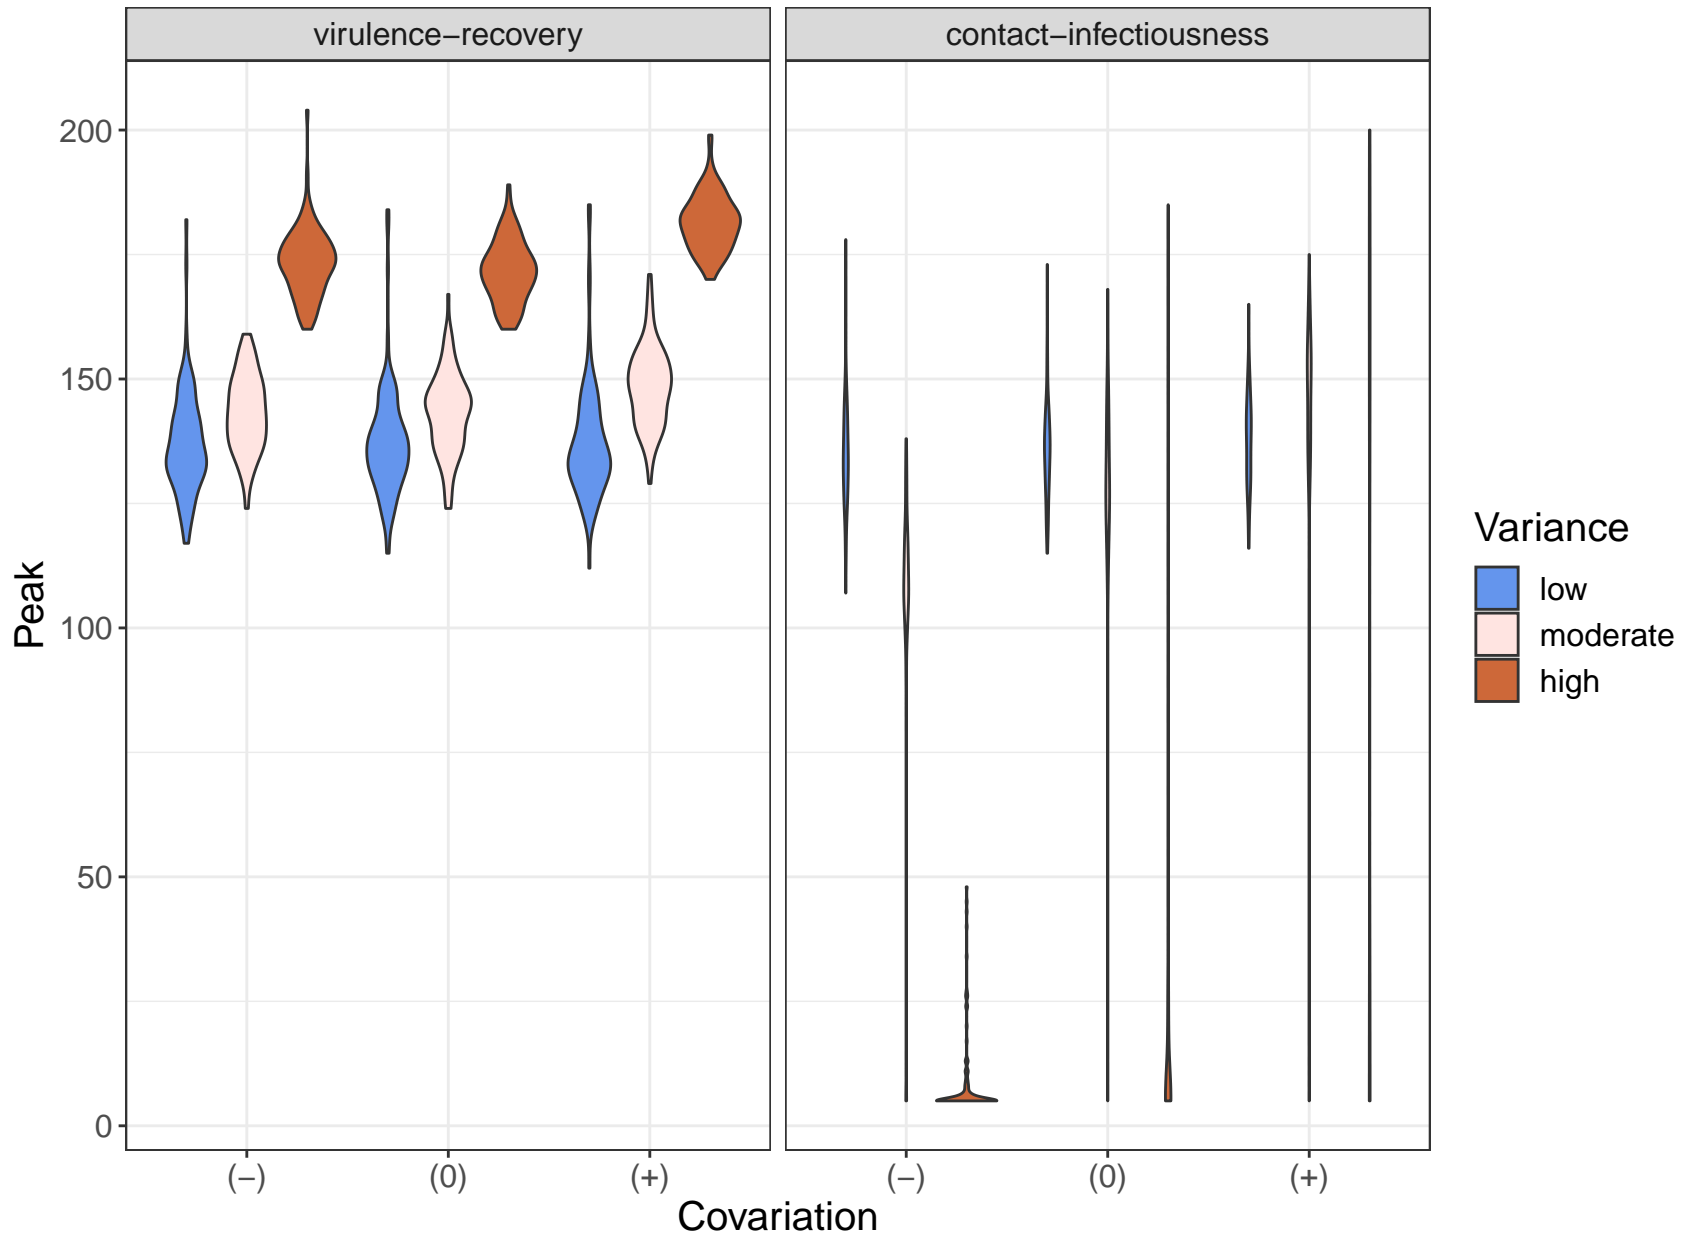 virulence−recovery
contact−infectiousness
200
150
100
50
0
Peak
(−)
(0)
(+)
(−)
(0)
(+)
Covariation
Variance
low
moderate
high